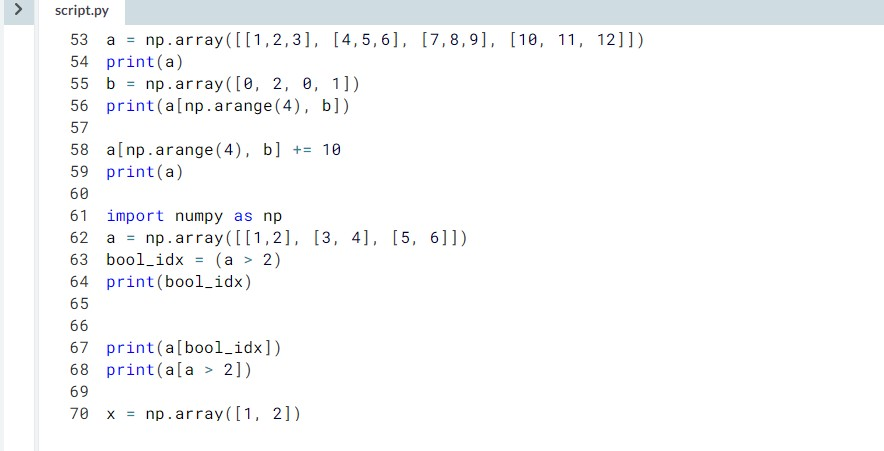 script.py
53 a = np.array([[1,2,3], [4,5,6], [7,8,9], [10, 11, 12]])
54 print(a)
55 b = np.array([0, 2, 0, 1])
56 print(a[np.arange(4), b])
57
58 a[np.arange(4), b] += 10
59 print(a)
60
61 import numpy as np
62 a = np.array([[1,2], [3, 4], [5, 6]])
63 bool_idx = (a > 2)
64 print(bool_idx)
65
66
67 print(a[bool_idx])
68 print(a[a > 2])
69
70 x = np.array([1, 2])